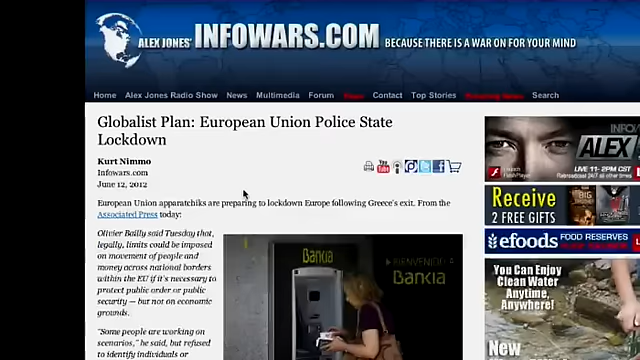 ALEX JONES' INFOWARS.COM BECAUSE THERE IS A WAR ON FOR YOUR MIND
Home Alex Jones Radio Show News Multimedia Forum Contact Top Stories Search
Globalist Plan: European Union Police State
Lockdown
Kurt Nimmo
Infowars.com
June 12, 2012
European Union apparatchiks are preparing to lockdown Europe following Greece's exit. From the
Associated Press today:
Olivier Bailly said Tuesday that,
legally, limits could be imposed
on movement of people and
money across national borders
within the EU if it's necessary to
protect public order or public
security — but not on economic
grounds.
"Some people are working on
scenarios," he said, but refused
to identify individuals or
Bankia
BIENVENID@ A
Bankia
INFO
ALEX
LIVE 11-2PM CST
Receive
2 FREE GIFTS
efoods FOOD RESERVES
You Can Enjoy
Clean Water
Anytime,
Anywhere!
New